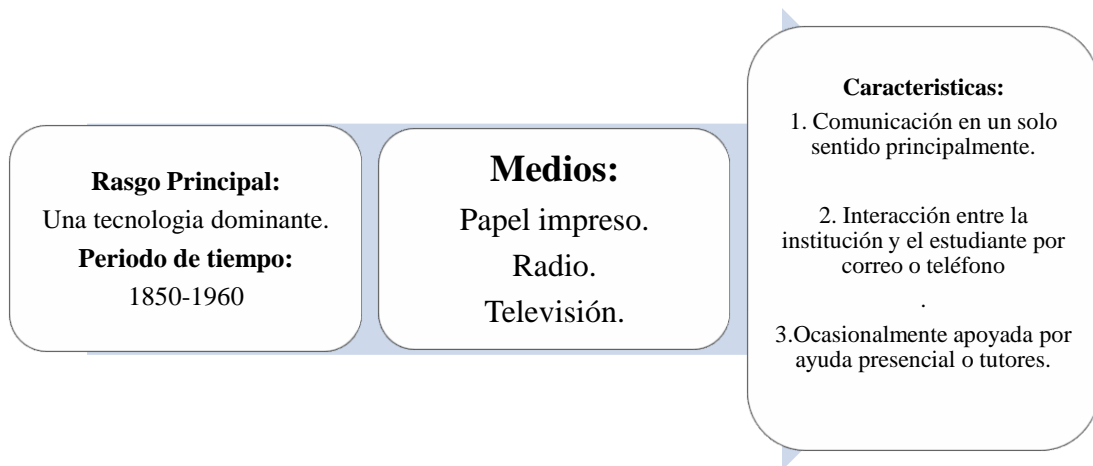 Rasgo Principal:
Una tecnologia dominante.
Periodo de tiempo:
1850-1960
Medios:
Papel impreso.
Radio.
Televisión.
Caracteristicas:
1. Comunicación en un solo
sentido principalmente.
2. Interacción entre la
institución y el estudiante por
correo o teléfono
.
3.Ocasionalmente apoyada por
ayuda presencial o tutores.